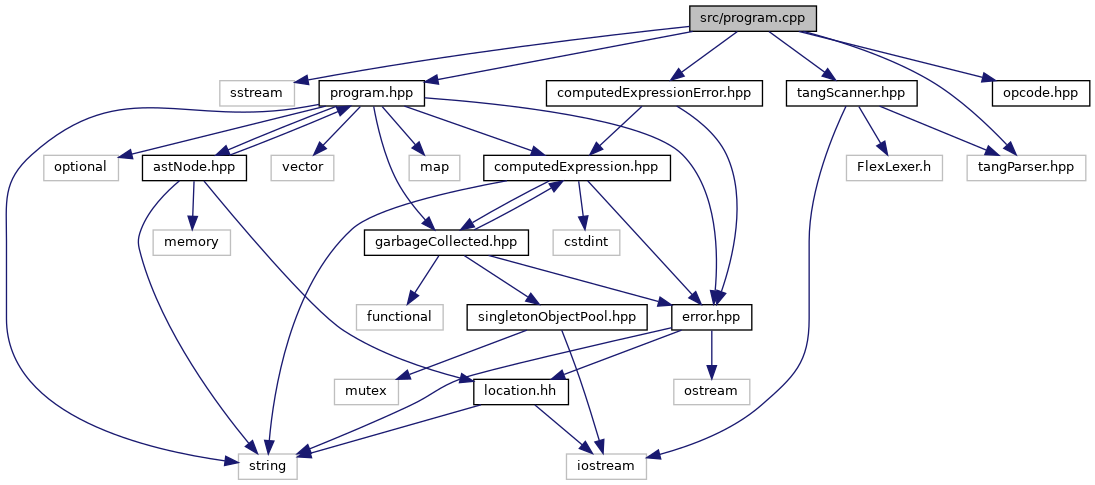 src/program.cpp
sstream
program.hpp
computedExpressionError.hpp
tangScanner.hpp
opcode.hpp
optional
astNode.hpp
vector
map
computedExpression.hpp
FlexLexer.h
tangParser.hpp
memory
garbageCollected.hpp
cstdint
functional
singletonObjectPool.hpp
error.hpp
mutex
location.hh
ostream
string
iostream